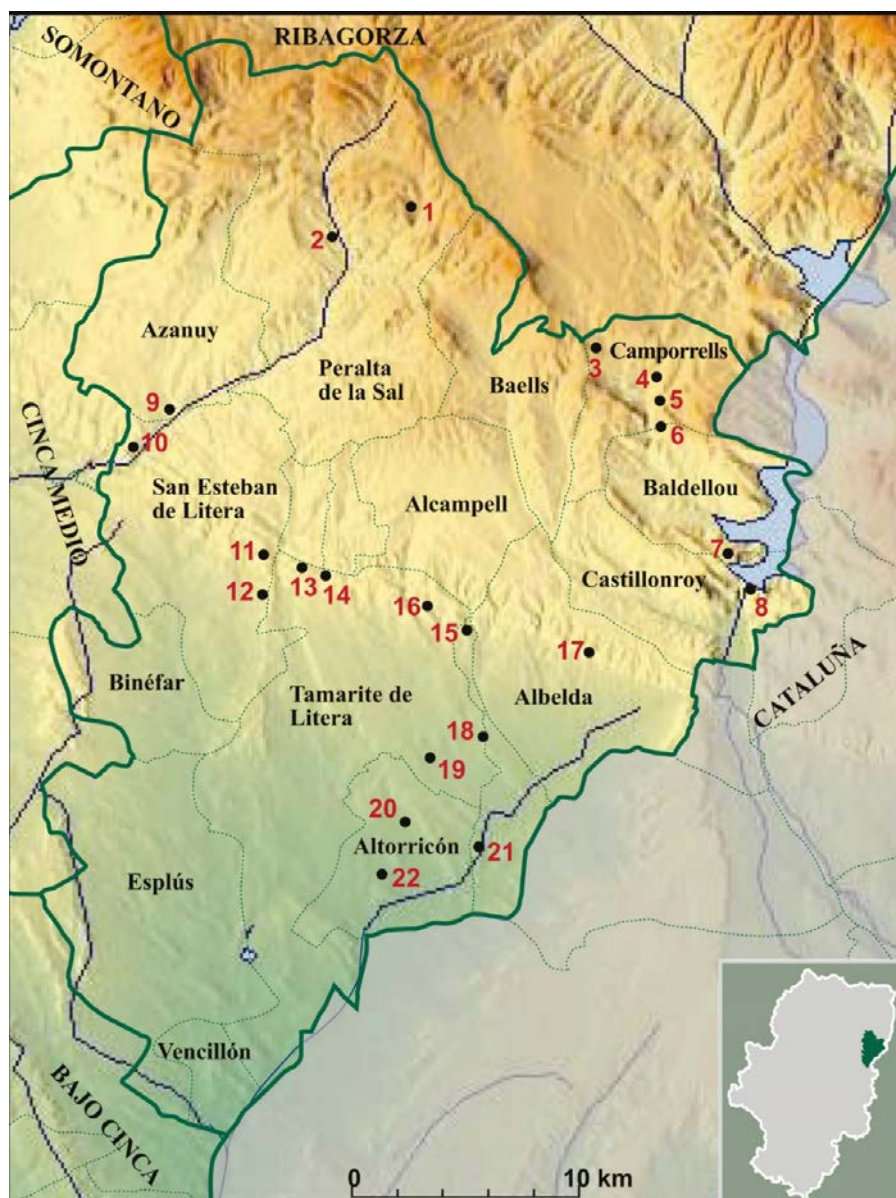 RIBAGORZA
SOMONTANO
1
2
Azanuy
Camporrells
3
4
Peralta
de la Sal
Baells
5
9
6
CINCA MEDIO
10
San Esteban
de Litera
Alcampell
Baldellou
11
7
13
14
Castillonroy
12
16
8
15
17
Binéfar
Tamarite de
Litera
Albelda
CATALUÑA
18
19
20
Altorricón
21
Esplús
22
Vencillón
BAJO CINCA
0
10 km